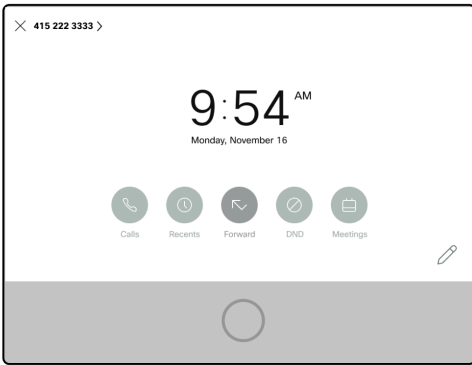 415 222 3333
9:54 AM
Monday, November 16
Calls Recents Forward DND Meetings